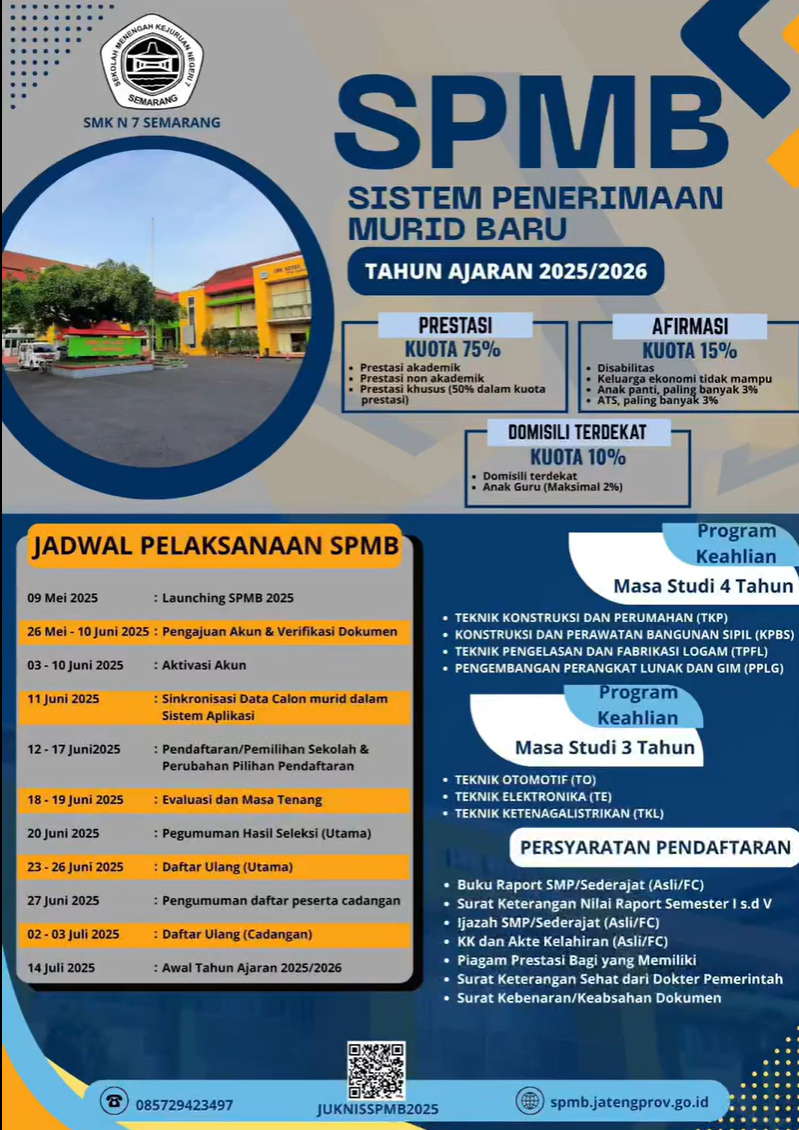 SEKOLAH MENENGAH KEJURUAN NEGERI 7
SEMARANG
SMK N 7 SEMARANG
SPMB
SISTEM PENERIMAAN
MURID BARU
TAHUN AJARAN 2025/2026
PRESTASI
KUOTA 75%
• Prestasi akademik
• Prestasi non akademik
• Prestasi khusus (50% dalam kuota
prestasi)
AFIRMASI
KUOTA 15%
• Disabilitas
• Keluarga ekonomi tidak mampu
• Anak panti, paling banyak 3%
• ATS, paling banyak 3%
DOMISILI TERDEKAT
KUOTA 10%
• Domisili terdekat
• Anak Guru (Maksimal 2%)
JADWAL PELAKSANAAN SPMB
09 Mei 2025 : Launching SPMB 2025
26 Mei - 10 Juni 2025 : Pengajuan Akun & Verifikasi Dokumen
03 - 10 Juni 2025 : Aktivasi Akun
11 Juni 2025 : Sinkronisasi Data Calon murid dalam
Sistem Aplikasi
12 - 17 Juni2025 : Pendaftaran/Pemilihan Sekolah &
Perubahan Pilihan Pendaftaran
18 - 19 Juni 2025 : Evaluasi dan Masa Tenang
20 Juni 2025 : Pegumuman Hasil Seleksi (Utama)
23 - 26 Juni 2025 : Daftar Ulang (Utama)
27 Juni 2025 : Pengumuman daftar peserta cadangan
02 - 03 Juli 2025 : Daftar Ulang (Cadangan)
14 Juli 2025 : Awal Tahun Ajaran 2025/2026
Program
Keahlian
Masa Studi 4 Tahun
• TEKNIK KONSTRUKSI DAN PERUMAHAN (TKP)
• KONSTRUKSI DAN PERAWATAN BANGUNAN SIPIL (KPBS)
• TEKNIK PENGELASAN DAN FABRIKASI LOGAM (TPFL)
• PENGEMBANGAN PERANGKAT LUNAK DAN GIM (PPLG)
Program
Keahlian
Masa Studi 3 Tahun
• TEKNIK OTOMOTIF (TO)
• TEKNIK ELEKTRONIKA (TE)
• TEKNIK KETENAGALISTRIKAN (TKL)
PERSYARATAN PENDAFTARAN
• Buku Raport SMP/Sederajat (Asli/FC)
• Surat Keterangan Nilai Raport Semester I s.d V
• Ijazah SMP/Sederajat (Asli/FC)
• KK dan Akte Kelahiran (Asli/FC)
• Piagam Prestasi Bagi yang Memiliki
• Surat Keterangan Sehat dari Dokter Pemerintah
• Surat Kebenaran/Keabsahan Dokumen
085729423497
JUKNISSPMB2025
spmb.jatengprov.go.id